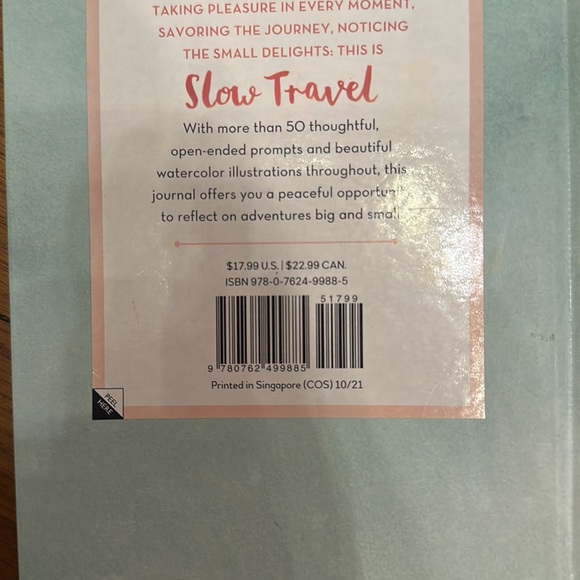 TAKING PLEASURE IN EVERY MOMENT,
SAVORING THE JOURNEY, NOTICING
THE SMALL DELIGHTS: THIS IS
Slow Travel
With more than 50 thoughtful,
open-ended prompts and beautiful
watercolor illustrations throughout, this
journal offers you a peaceful opportunity
to reflect on adventures big and small.
$17.99 U.S. | $22.99 CAN.
ISBN 978-0-7624-9988-5
51799
9 780762 499885
Printed in Singapore (COS) 10/21
PEEL
HERE